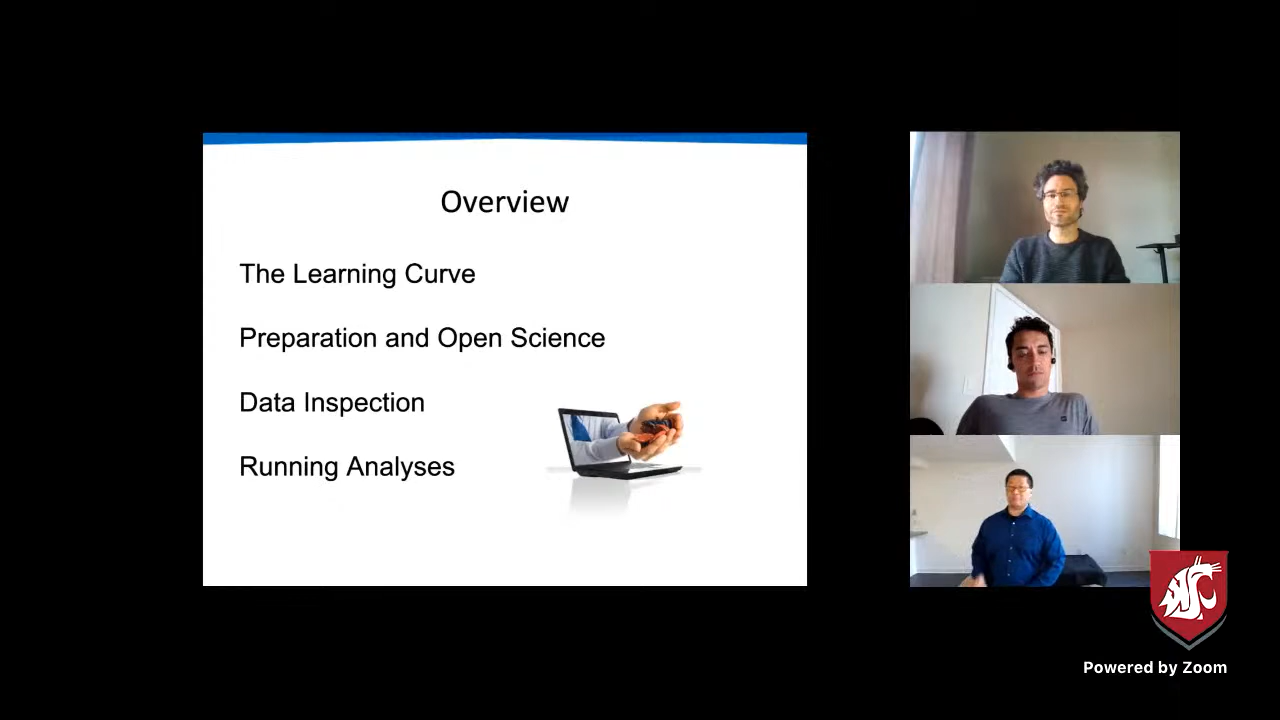 Overview
The Learning Curve
Preparation and Open Science
Data Inspection
Running Analyses
Powered by Zoom